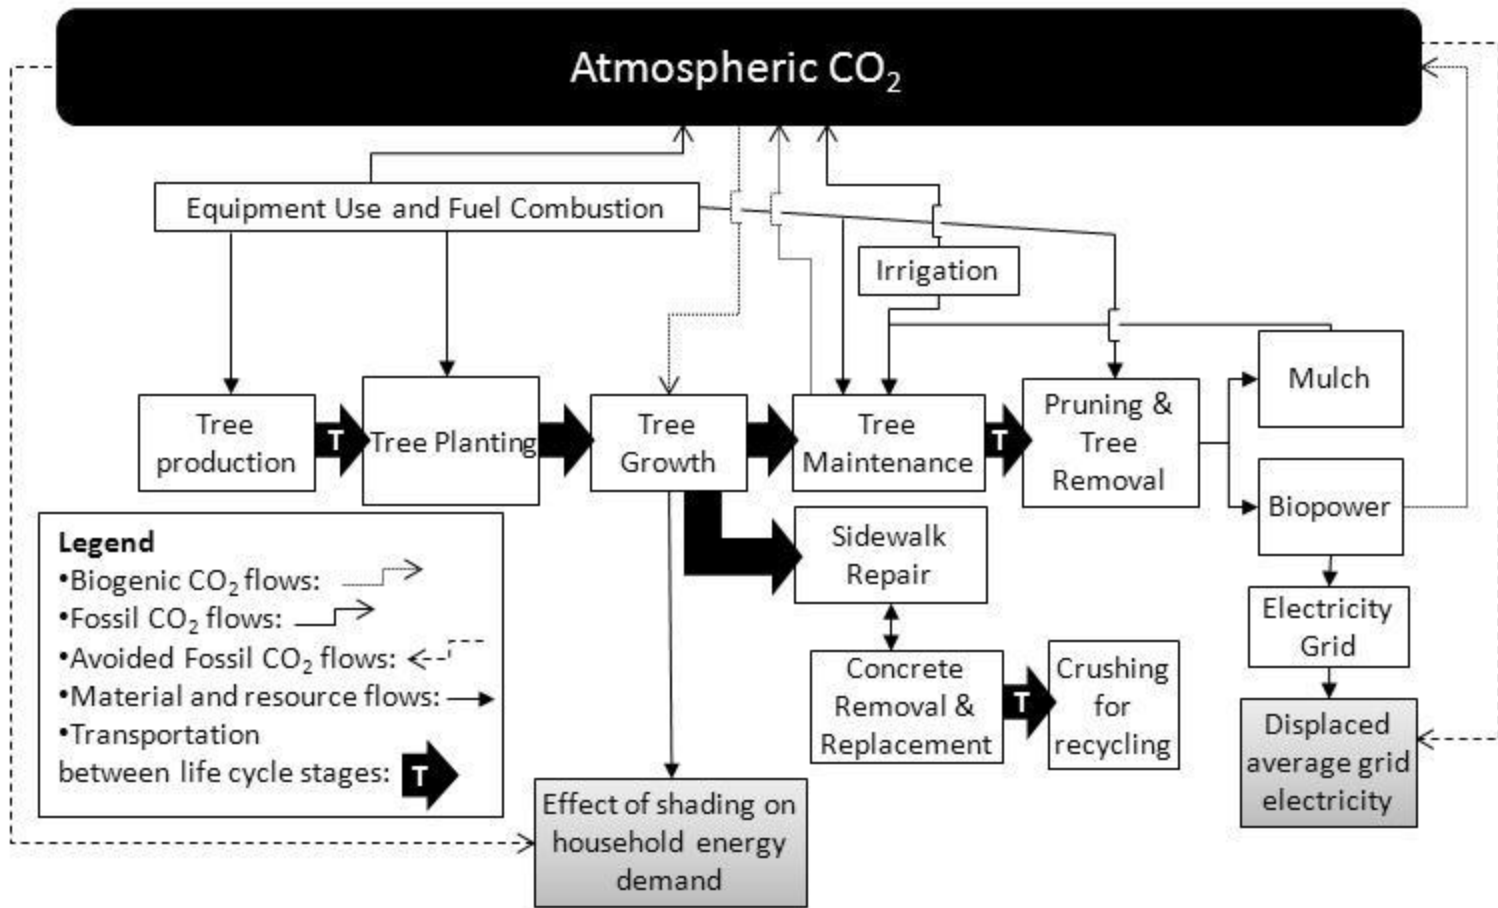 Atmospheric CO₂
Equipment Use and Fuel Combustion
Irrigation
Tree
production
T
Tree Planting
Tree
Growth
Tree
Maintenance
T
Pruning &
Tree
Removal
Mulch
Biopower
Sidewalk
Repair
Electricity
Grid
Concrete
Removal &
Replacement
T
Crushing
for
recycling
Displaced
average grid
electricity
Effect of shading on
household energy
demand
Legend
•Biogenic CO₂ flows:
•Fossil CO₂ flows:
•Avoided Fossil CO₂ flows:
•Material and resource flows:
•Transportation
between life cycle stages:
T